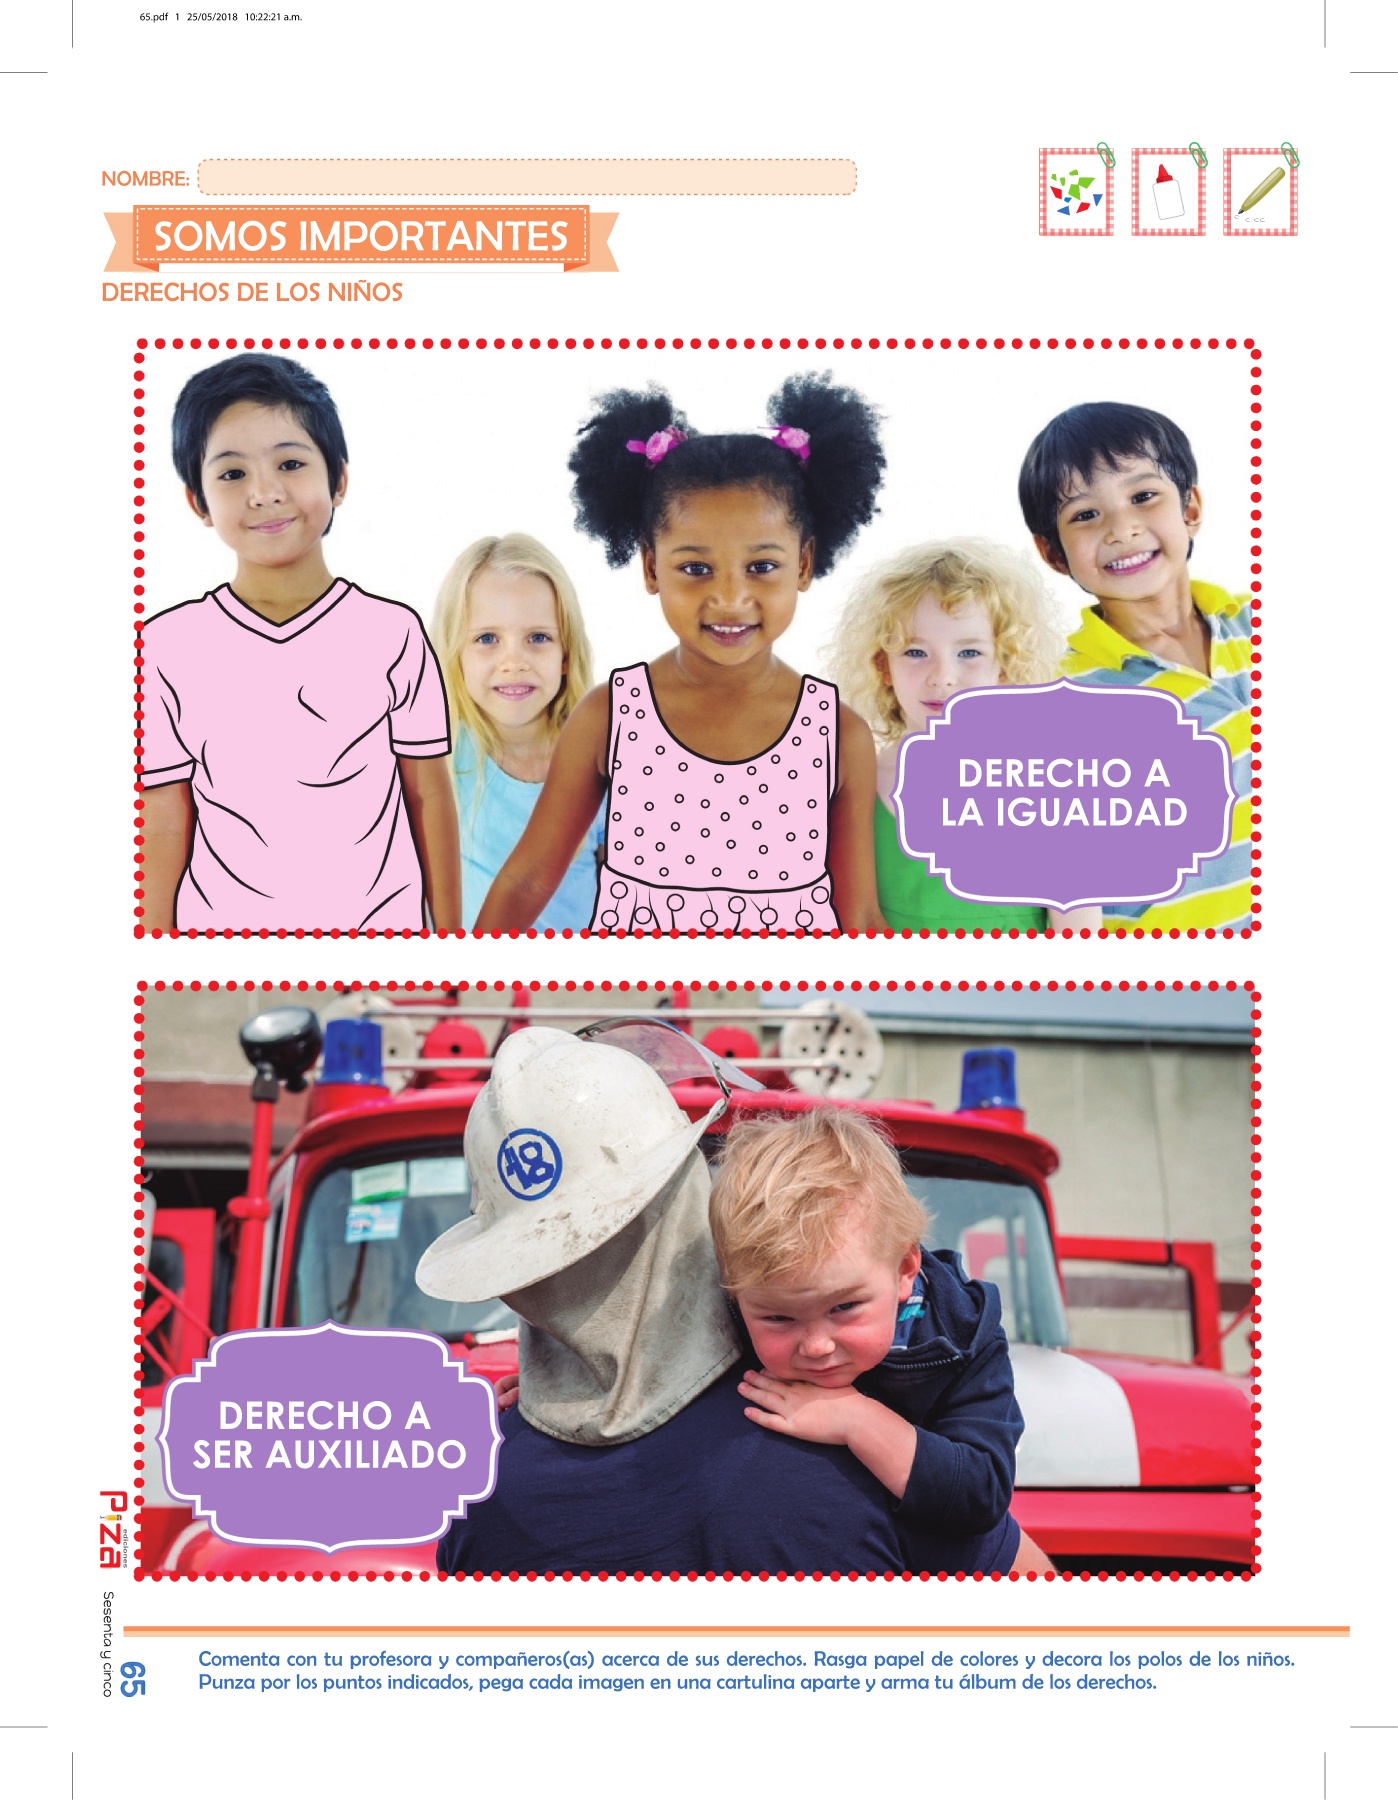 65.pdf 1 25/05/2018 10:22:21 a.m.
NOMBRE:
SOMOS IMPORTANTES
DERECHOS DE LOS NIÑOS
DERECHO A
LA IGUALDAD
18
DERECHO A
SER AUXILIADO
Piza
ediciones
Sesenta y cinco
65
Comenta con tu profesora y compañeros(as) acerca de sus derechos. Rasga papel de colores y decora los polos de los niños.
Punza por los puntos indicados, pega cada imagen en una cartulina aparte y arma tu álbum de los derechos.